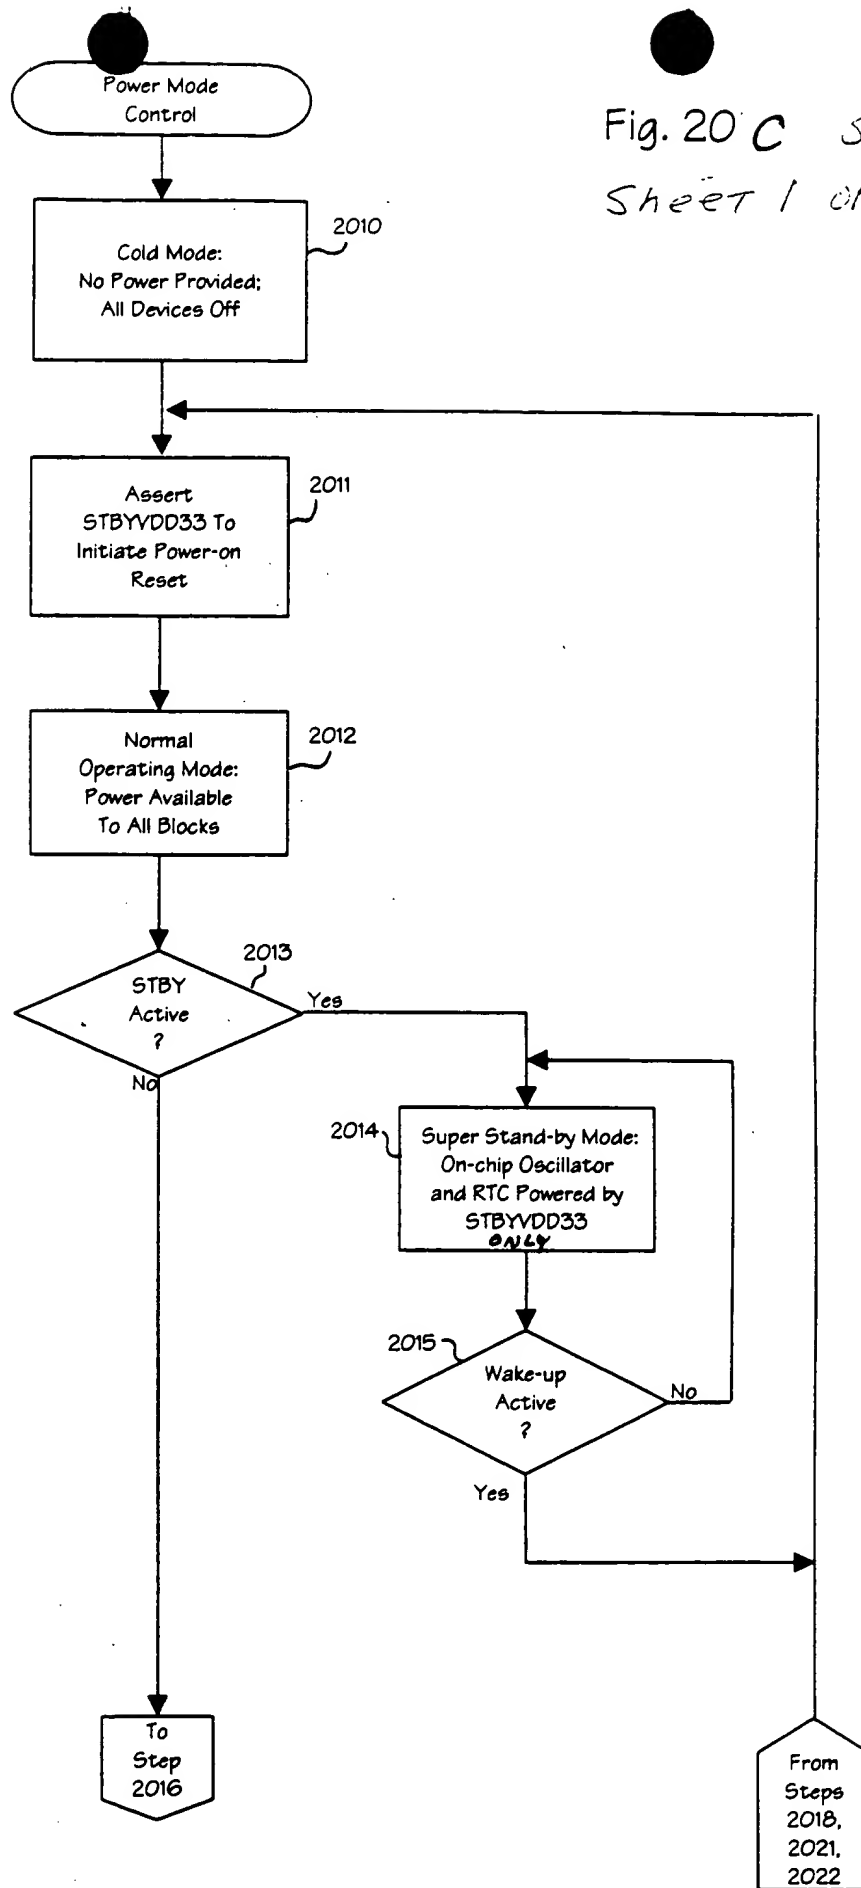 Power Mode
Control
Fig. 20 C
Sheet 1
2010
Cold Mode:
No Power Provided;
All Devices Off
2011
Assert
STBYVDD33 To
Initiate Power-on
Reset
2012
Normal
Operating Mode:
Power Available
To All Blocks
2013
STBY
Active
?
Yes
No
2014
Super Stand-by Mode:
On-chip Oscillator
and RTC Powered by
STBYVDD33
ONLY
2015
Wake-up
Active
?
No
Yes
To
Step
2016
From
Steps
2018,
2021,
2022